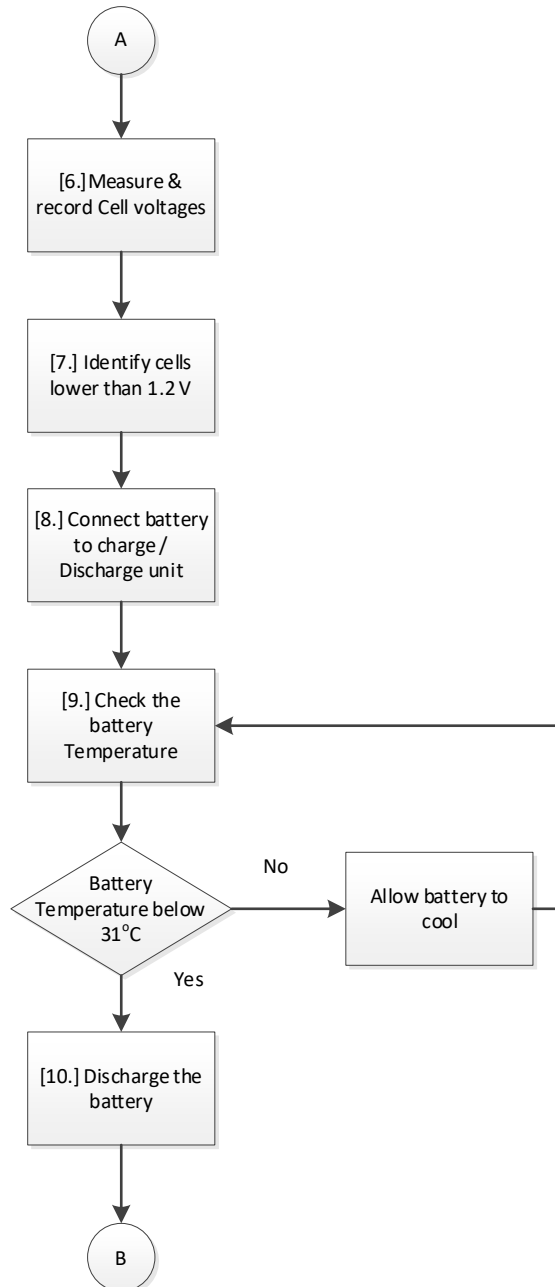 A
[6.] Measure &
record Cell voltages
[7.] Identify cells
lower than 1.2 V
[8.] Connect battery
to charge /
Discharge unit
[9.] Check the
battery
Temperature
Battery
Temperature below
31°C
No
Allow battery to
cool
Yes
[10.] Discharge the
battery
B